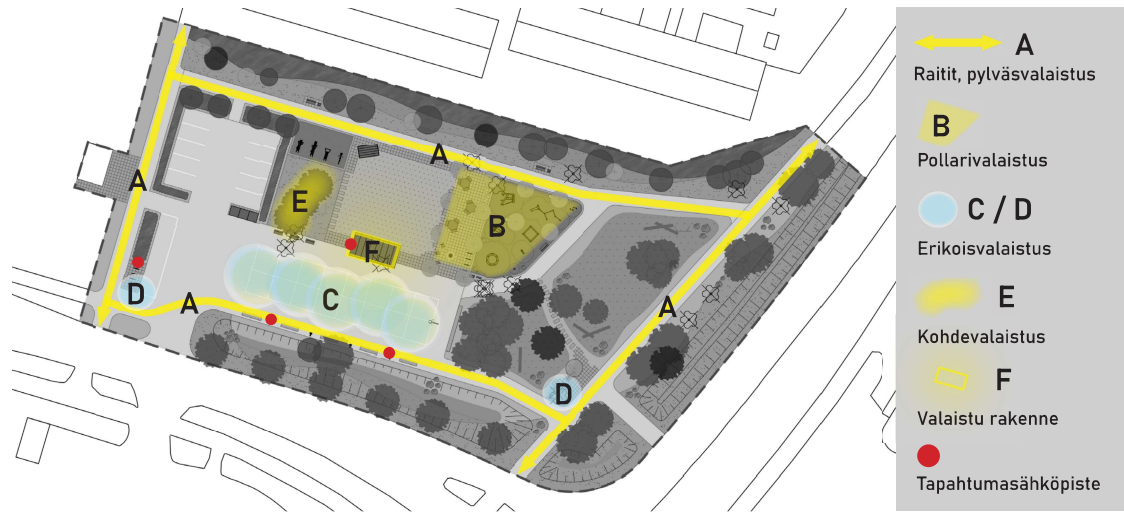 A
A
E
B
F
D
A
C
A
D
A
Raitit, pylväsvalaistus
B
Pollarivalaistus
C / D
Erikoisvalaistus
E
Kohdevalaistus
F
Valaistu rakenne
Tapahtumasähköpiste